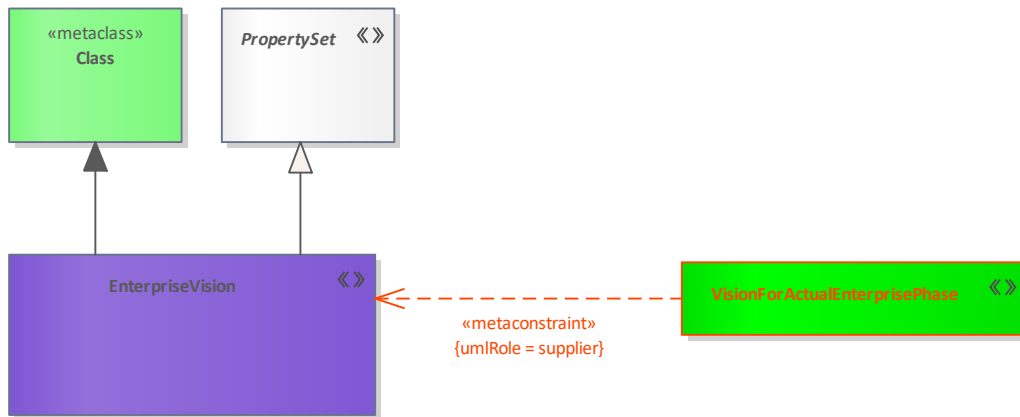 «metaclass»
Class
PropertySet
«»
EnterpriseVision
«»
VisionForActualEnterprisePhase
«»
«metaconstraint»
{umlRole = supplier}